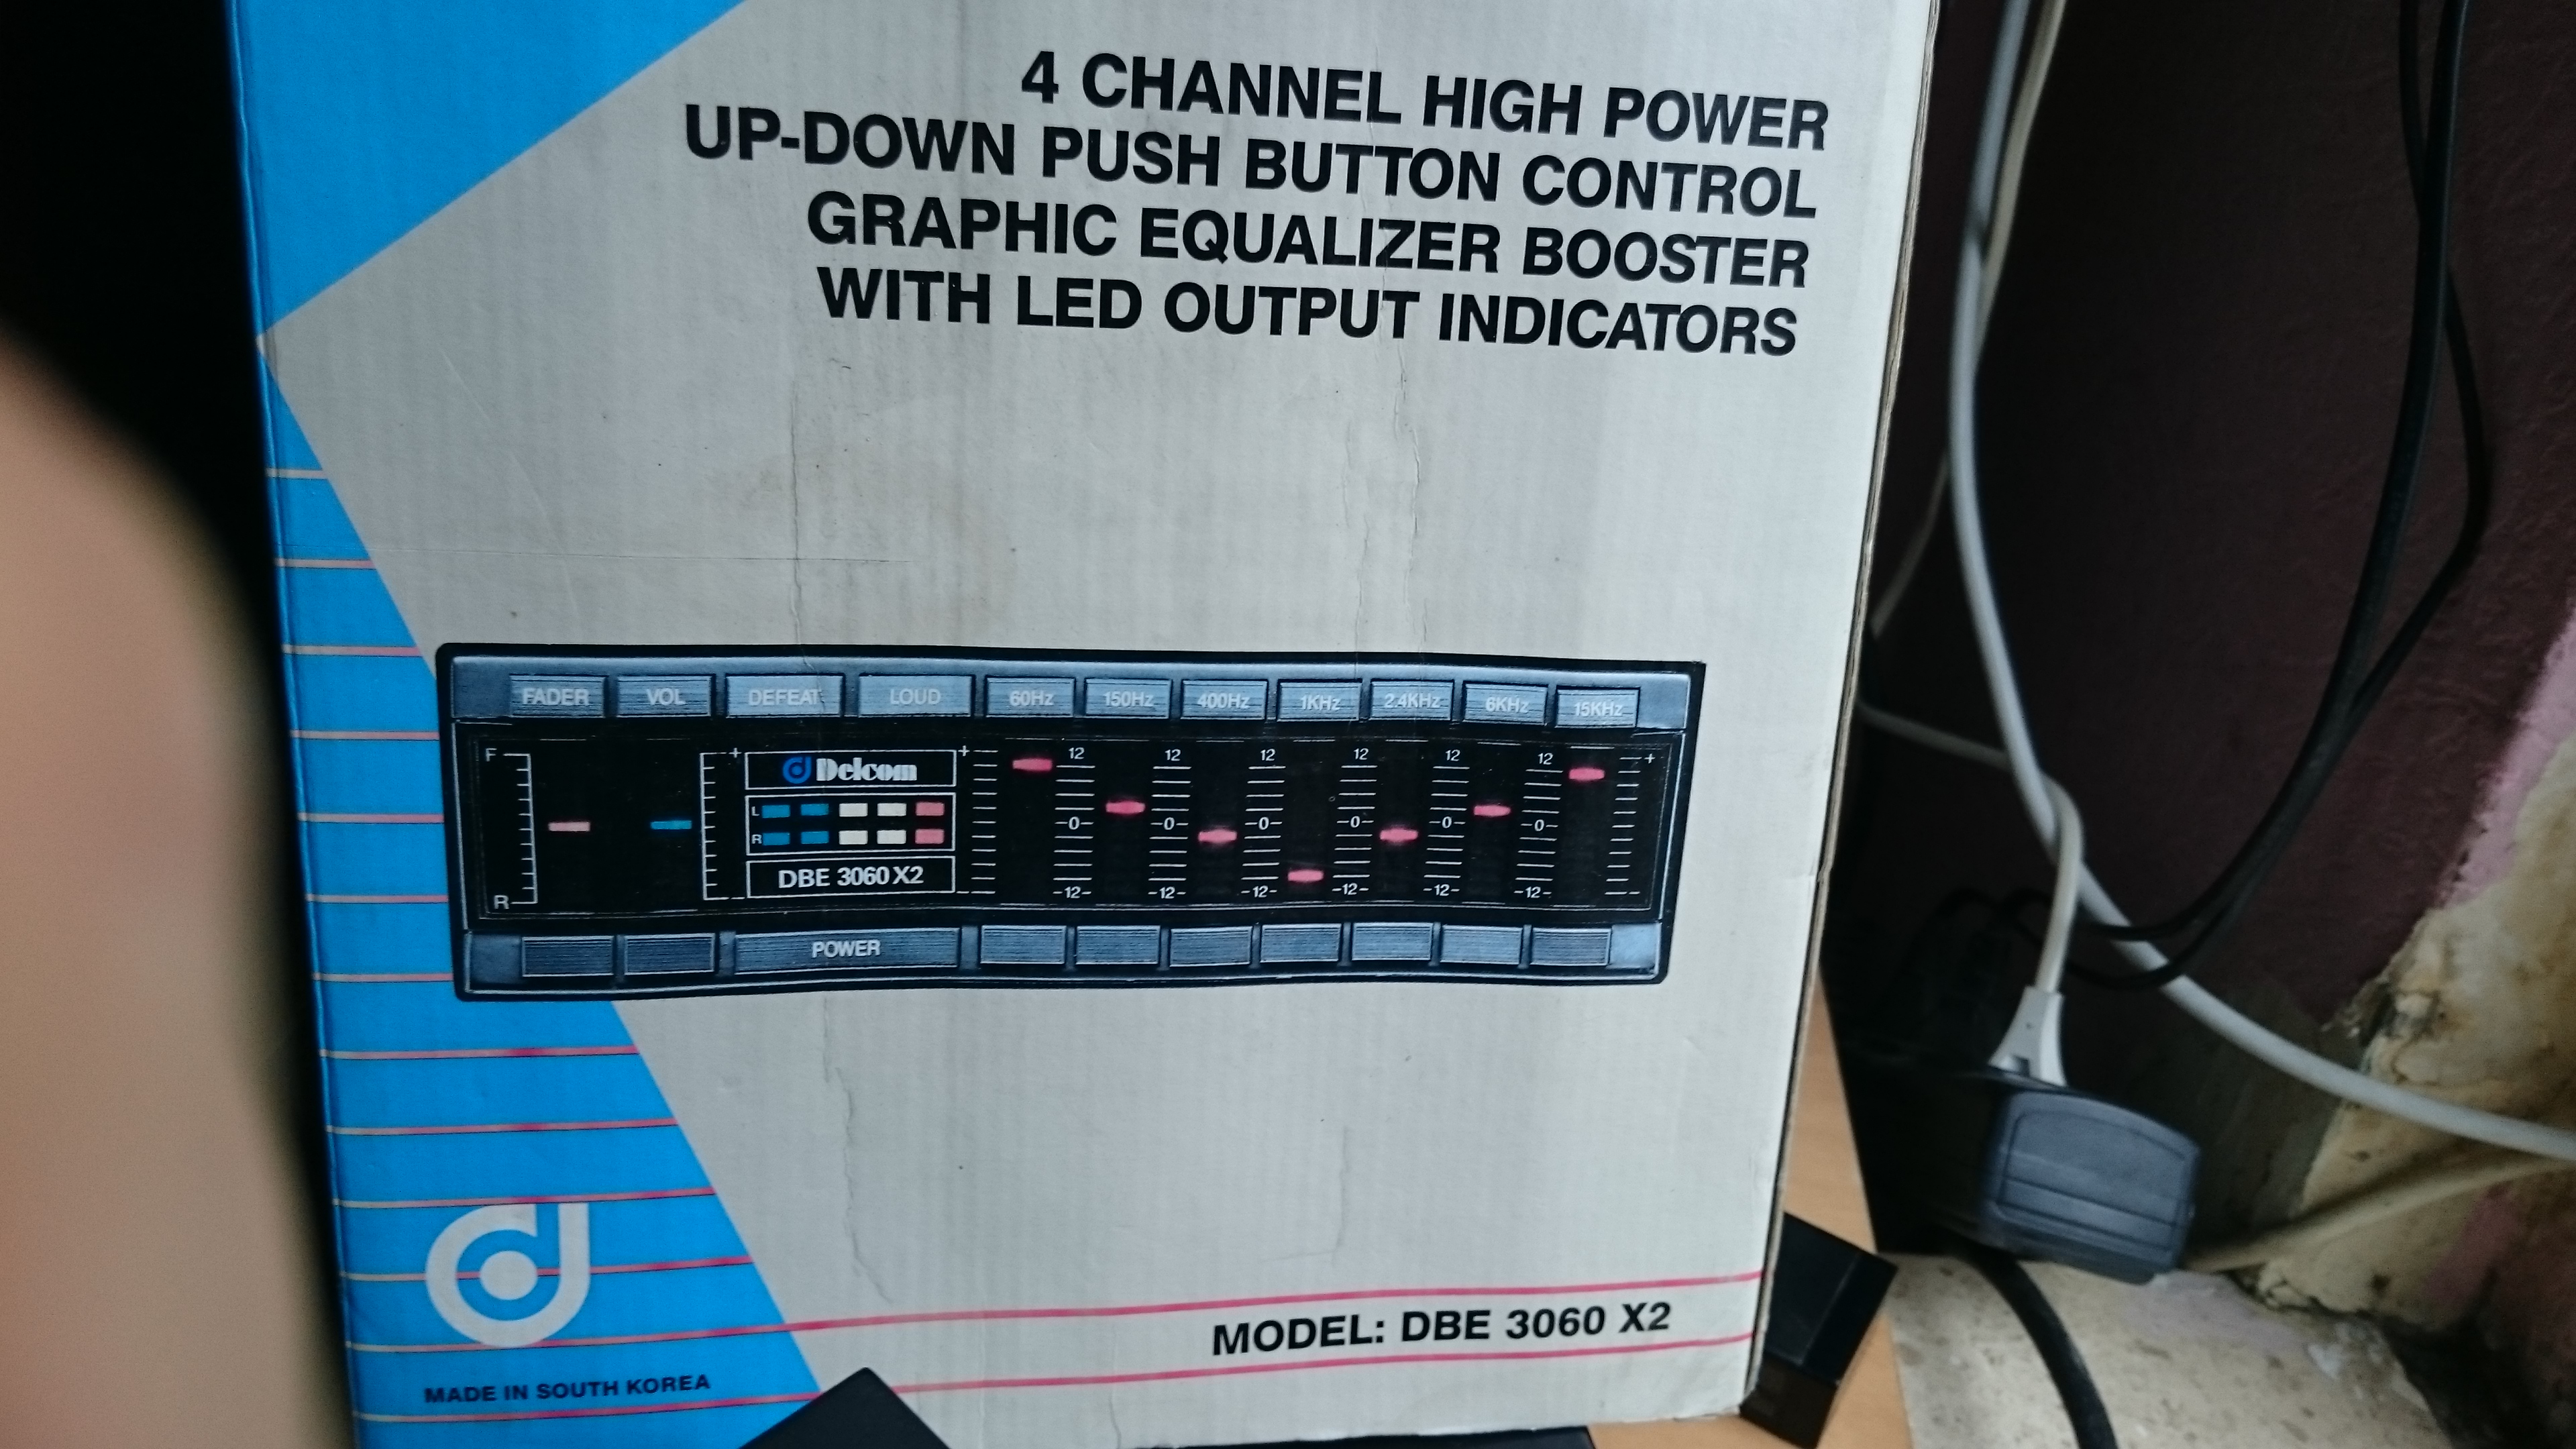 4 CHANNEL HIGH POWER
UP-DOWN PUSH BUTTON CONTROL
GRAPHIC EQUALIZER BOOSTER
WITH LED OUTPUT INDICATORS
FADER VOL DEFEAT LOUD 60Hz 150Hz 400Hz 1KHz 2.4KHz 6KHz 15KHz
F + Delcom + 12 12 12 12 12 12 +
L
R
-0- -0- -0- -0- -0- -0-
DBE 3060 X2
R - - -12- -12- -12- -12- -12- -12- -
POWER
MODEL: DBE 3060 X2
MADE IN SOUTH KOREA